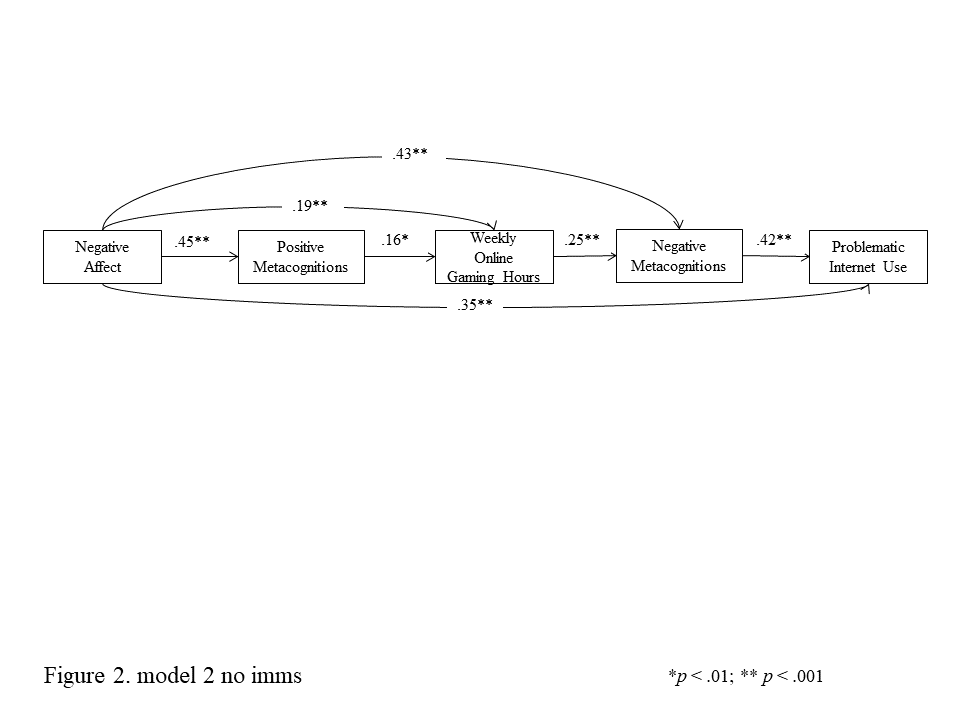 .43**
.19**
Negative
Affect
.45**
Positive
Metacognitions
.16*
Weekly
Online
Gaming Hours
.25**
Negative
Metacognitions
.42**
Problematic
Internet Use
.35**
Figure 2. model 2 no imms
*p < .01; ** p < .001